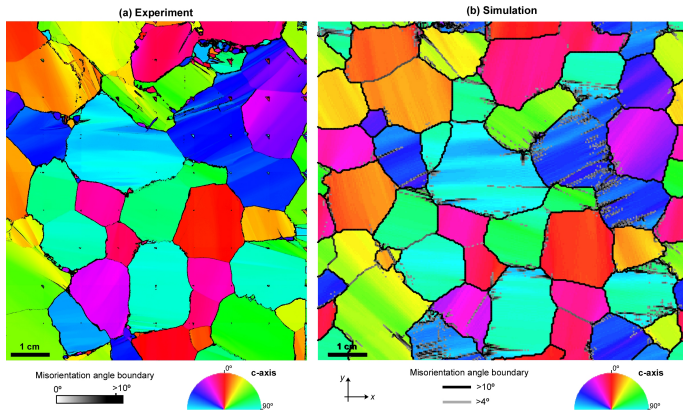 (a) Experiment
(b) Simulation
1 cm
1 cm
Misorientation angle boundary
0º
>10º
0º
c-axis
90º
y
x
Misorientation angle boundary
>10º
>4º
0º
c-axis
90º